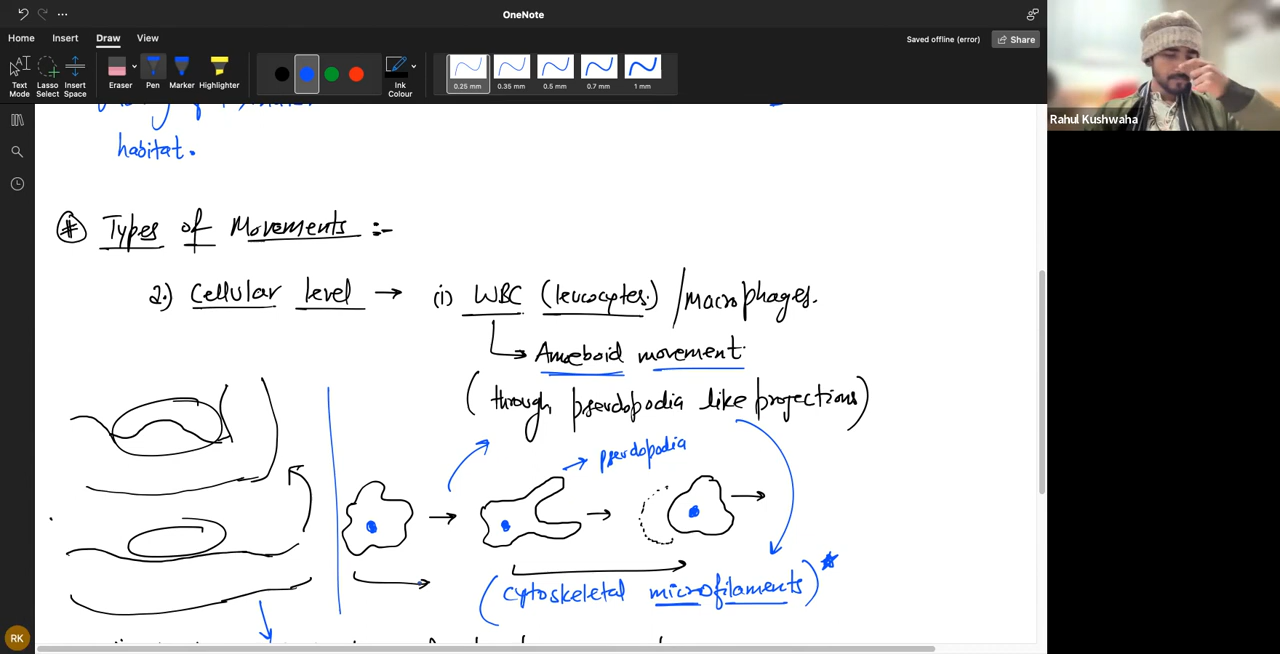 OneNote
Home Insert Draw View
Saved offline (error)
Share
Text Mode
Lasso Select
Insert Space
Eraser
Pen
Marker
Highlighter
Ink Colour
0.25 mm
0.35 mm
0.5 mm
0.7 mm
1 mm
Rahul Kushwaha
habitat.
# Types of Movements :-
2.) Cellular level → (i) WBC (leucocytes.) / macrophages.
Amoeboid movement.
(through pseudopodia like projections)
→ pseudopodia
(cytoskeletal microfilaments)*
RK